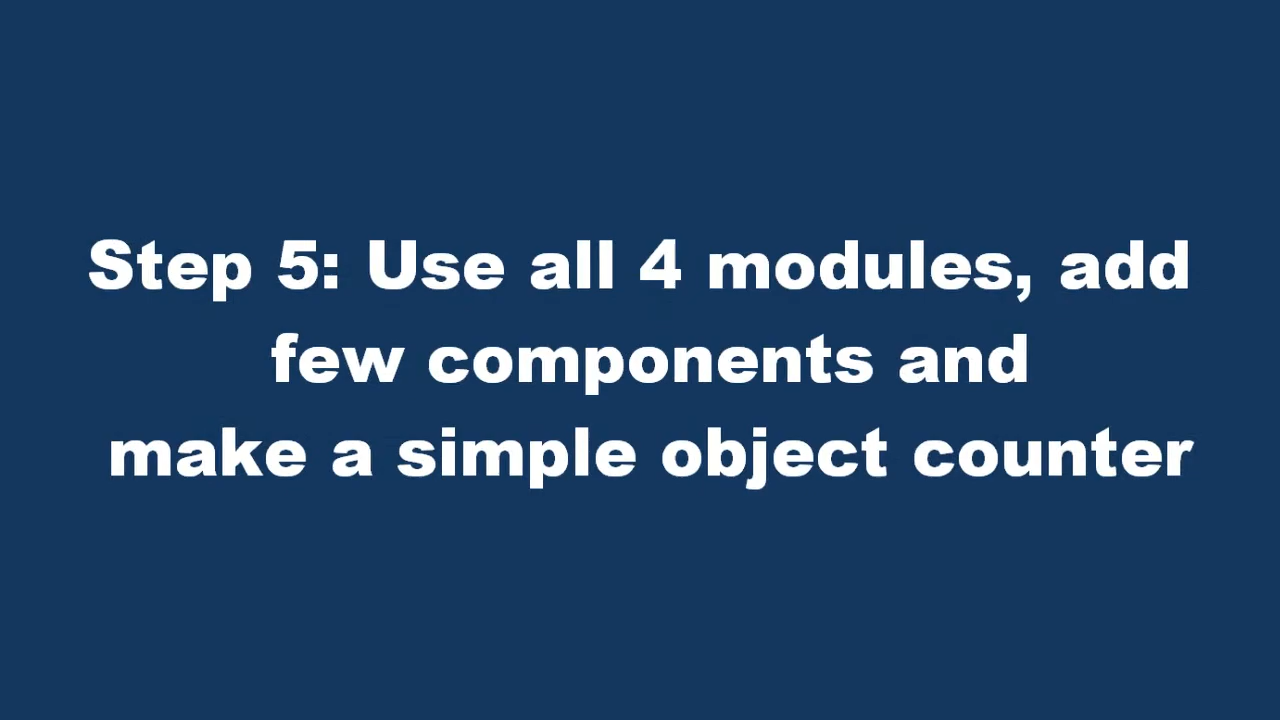 Step 5: Use all 4 modules, add
few components and
make a simple object counter